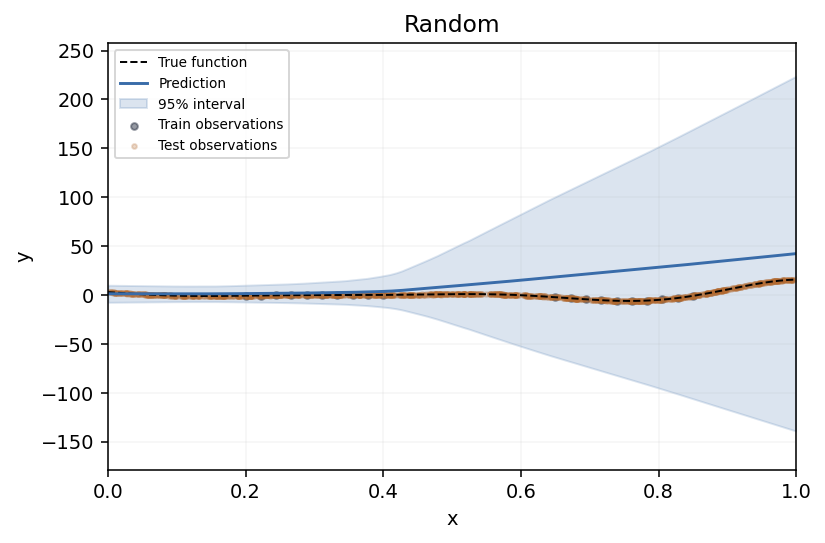 Random
250
200
150
100
50
0
−50
−100
−150
y
True function
Prediction
95% interval
Train observations
Test observations
0.0 0.2 0.4 0.6 0.8 1.0
x